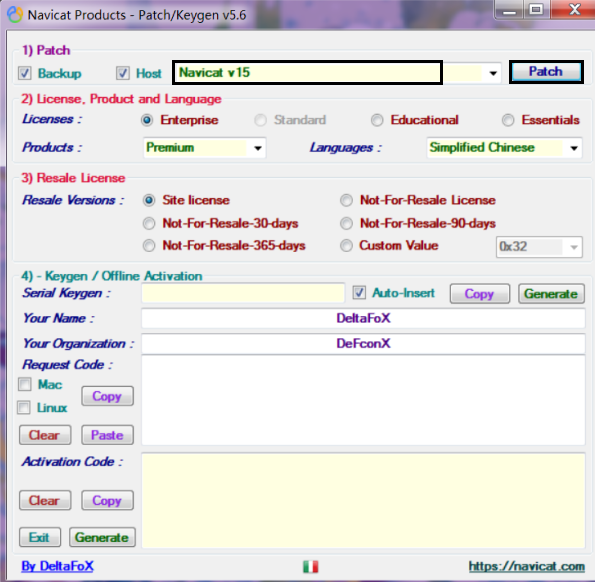 Navicat Products - Patch/Keygen v5.6
1) Patch
Backup Host Navicat v15 Patch
2) License, Product and Language
Licenses : Enterprise Standard Educational Essentials
Products : Premium Languages : Simplified Chinese
3) Resale License
Resale Versions : Site license Not-For-Resale License
Not-For-Resale-30-days Not-For-Resale-90-days
Not-For-Resale-365-days Custom Value 0x32
4) - Keygen / Offline Activation
Serial Keygen : Auto-Insert Copy Generate
Your Name : DeltaFoX
Your Organization : DeFconX
Request Code :
Mac
Copy
Linux
Clear Paste
Activation Code :
Clear Copy
Exit Generate
By DeltaFoX https://navicat.com